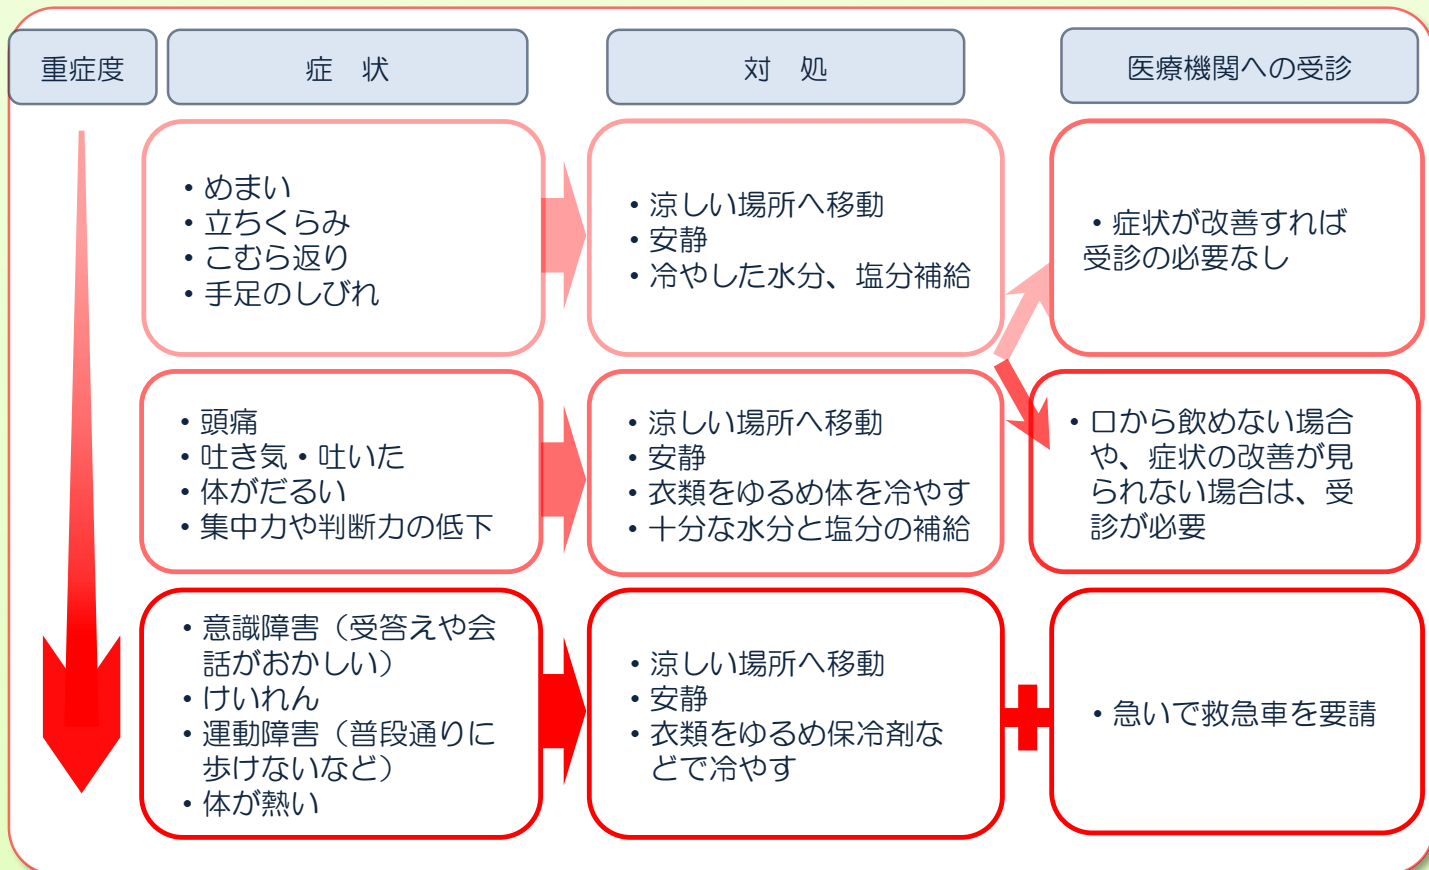 重症度
症　状
対　処
医療機関への受診
・めまい
・立ちくらみ
・こむら返り
・手足のしびれ
・涼しい場所へ移動
・安静
・冷やした水分、塩分補給
・症状が改善すれば
受診の必要なし
・頭痛
・吐き気・吐いた
・体がだるい
・集中力や判断力の低下
・涼しい場所へ移動
・安静
・衣類をゆるめ体を冷やす
・十分な水分と塩分の補給
・口から飲めない場合
や、症状の改善が見
られない場合は、受
診が必要
・意識障害（受答えや会
話がおかしい）
・けいれん
・運動障害（普段通りに
歩けないなど）
・体が熱い
・涼しい場所へ移動
・安静
・衣類をゆるめ保冷剤な
どで冷やす
・急いで救急車を要請